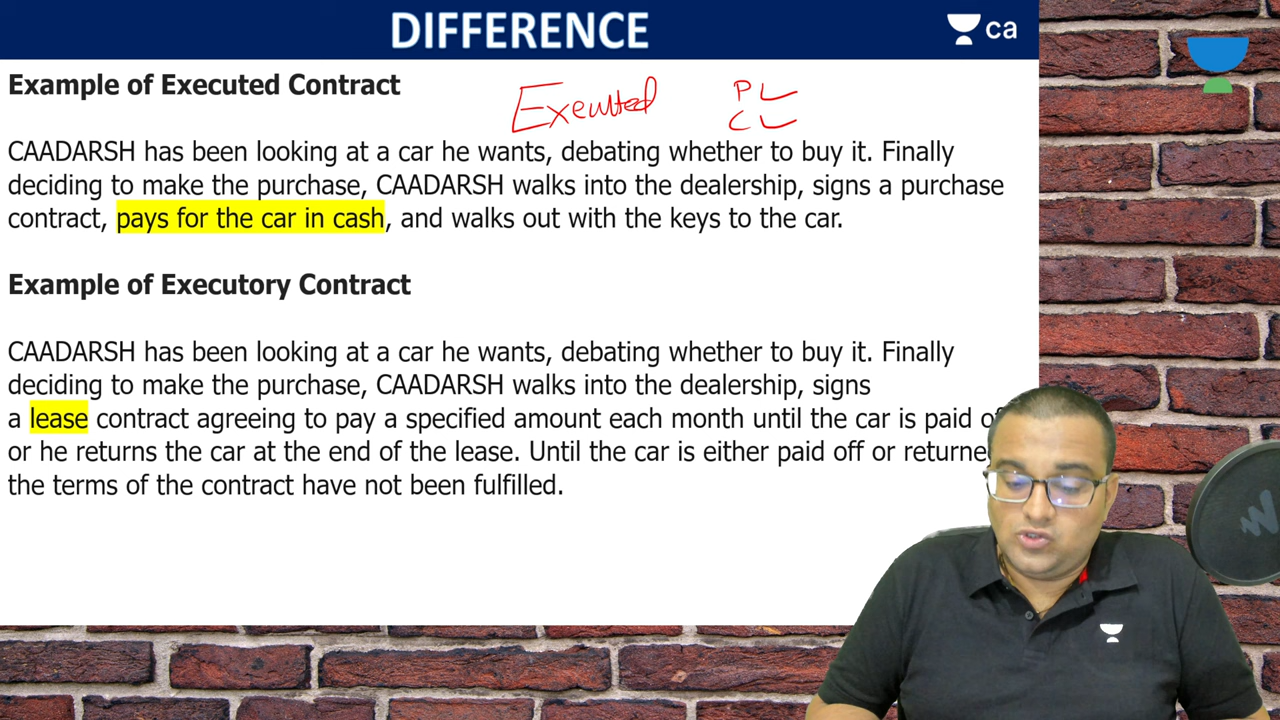 DIFFERENCE
ca
Example of Executed Contract
Executed
P
C
CAADARSH has been looking at a car he wants, debating whether to buy it. Finally
deciding to make the purchase, CAADARSH walks into the dealership, signs a purchase
contract, pays for the car in cash, and walks out with the keys to the car.
Example of Executory Contract
CAADARSH has been looking at a car he wants, debating whether to buy it. Finally
deciding to make the purchase, CAADARSH walks into the dealership, signs
a lease contract agreeing to pay a specified amount each month until the car is paid
or he returns the car at the end of the lease. Until the car is either paid off or
the terms of the contract have not been fulfilled.